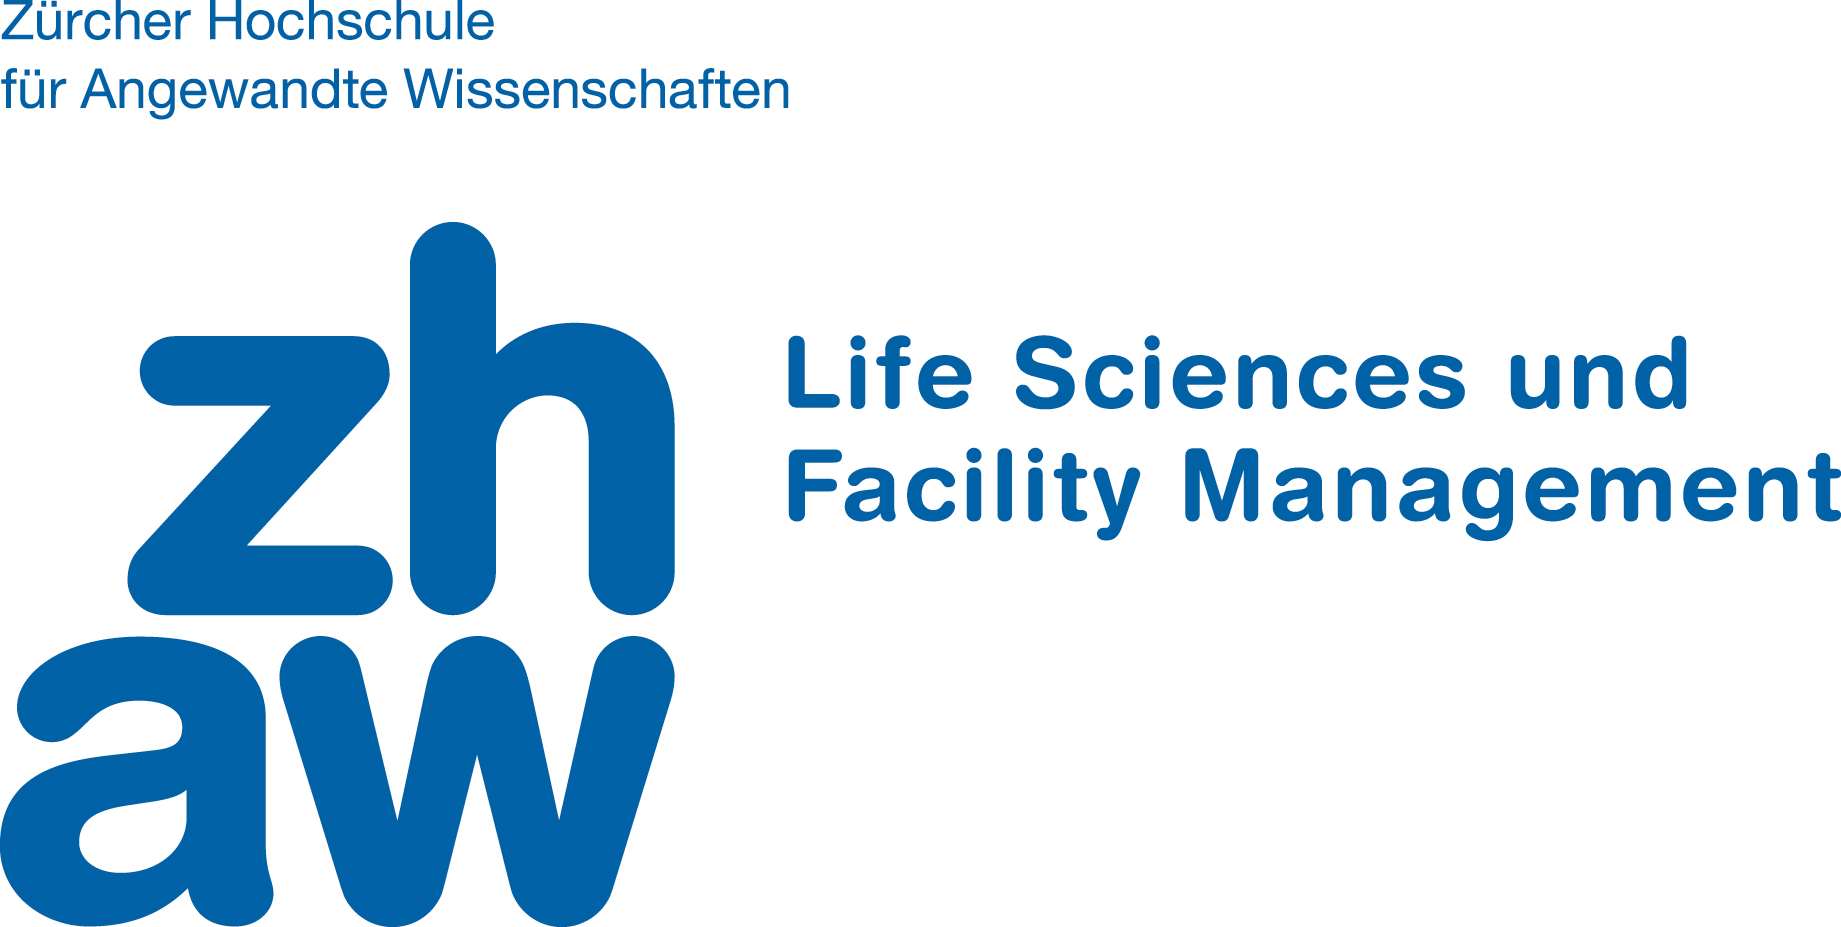 Zürcher Hochschule
für Angewandte Wissenschaften
zh
aw
Life Sciences und
Facility Management